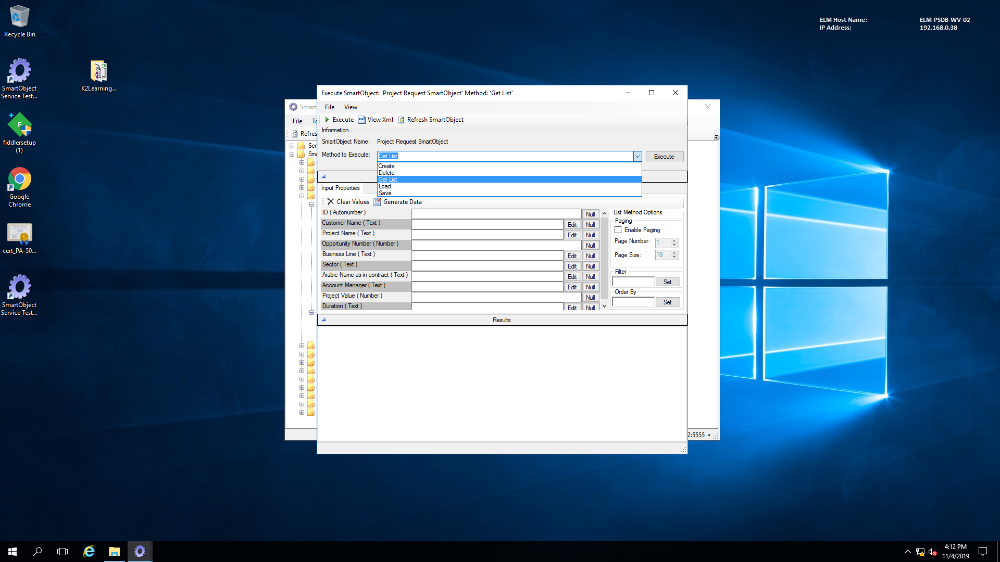 Recycle Bin
SmartObject
Service Test...
K2Learning...
fiddlersetup
(1)
Google
Chrome
cert_PA-50...
SmartObject
Service Test...
ELM Host Name: ELM-PSDB-WV-02
IP Address: 192.168.0.38
Smart
File To
Refres
Ser
Sma
2:5555
Execute SmartObject: 'Project Request SmartObject' Method: 'Get List'
File View
Execute View Xml Refresh SmartObject
Information
SmartObject Name: Project Request SmartObject
Method to Execute: Get List Execute
Create
Delete
Get List
Load
Save
Input Properties
Clear Values Generate Data
ID ( Autonumber ) Null
Customer Name ( Text ) Edit Null
Project Name ( Text ) Edit Null
Opportunity Number ( Number ) Null
Business Line ( Text ) Edit Null
Sector ( Text ) Edit Null
Arabic Name as in contract ( Text ) Edit Null
Account Manager ( Text ) Edit Null
Project Value ( Number ) Null
Duration ( Text ) Edit Null
List Method Options
Paging
Enable Paging
Page Number: 1
Page Size: 10
Filter
Set
Order By
Set
Results
4:12 PM
11/4/2019